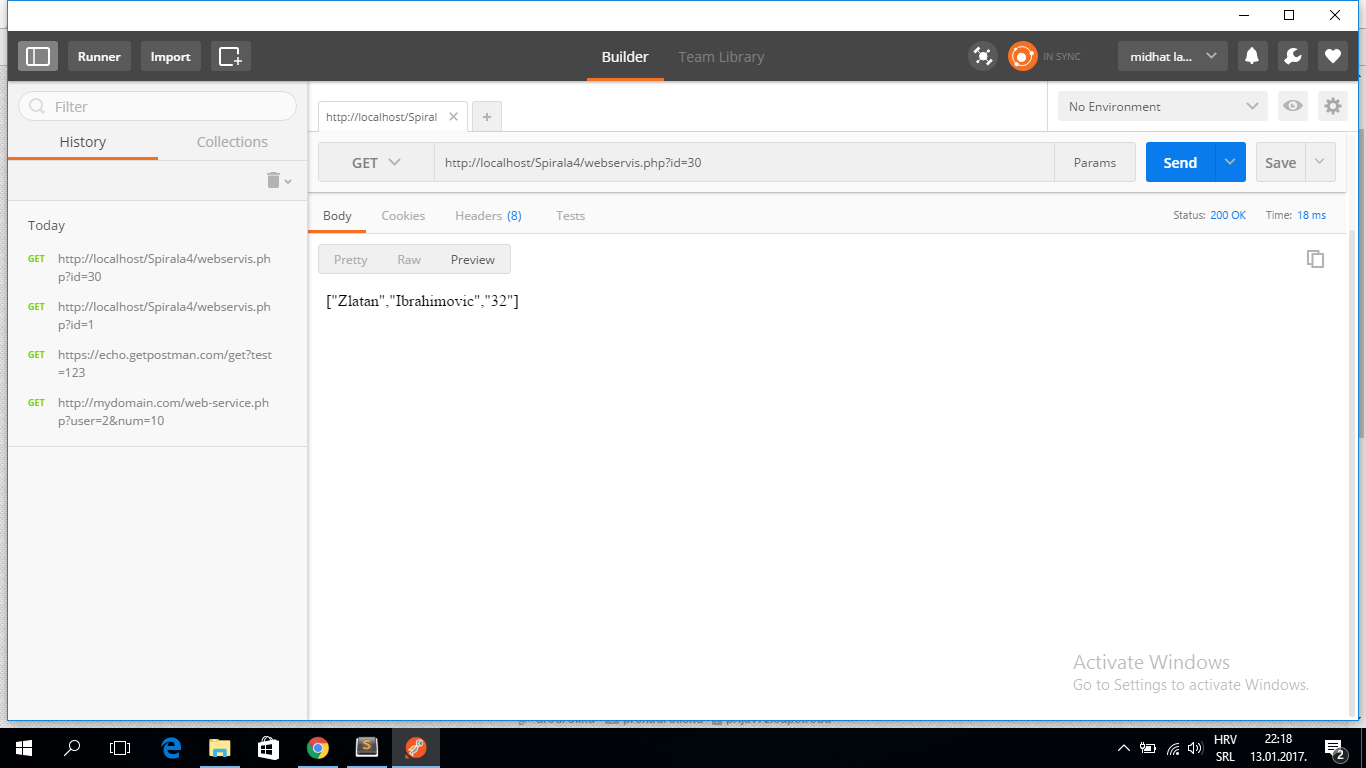 Runner
Import
Builder
Team Library
IN SYNC
midhat la...
Filter
History
Collections
Today
GET http://localhost/Spirala4/webservis.ph
p?id=30
GET http://localhost/Spirala4/webservis.ph
p?id=1
GET https://echo.getpostman.com/get?test
=123
GET http://mydomain.com/web-service.ph
p?user=2&num=10
http://localhost/Spiral
No Environment
GET
http://localhost/Spirala4/webservis.php?id=30
Params
Send
Save
Body
Cookies
Headers (8)
Tests
Status: 200 OK
Time: 18 ms
Pretty
Raw
Preview
["Zlatan","Ibrahimovic","32"]
Activate Windows
Go to Settings to activate Windows.
HRV
SRL
22:18
13.01.2017.
2